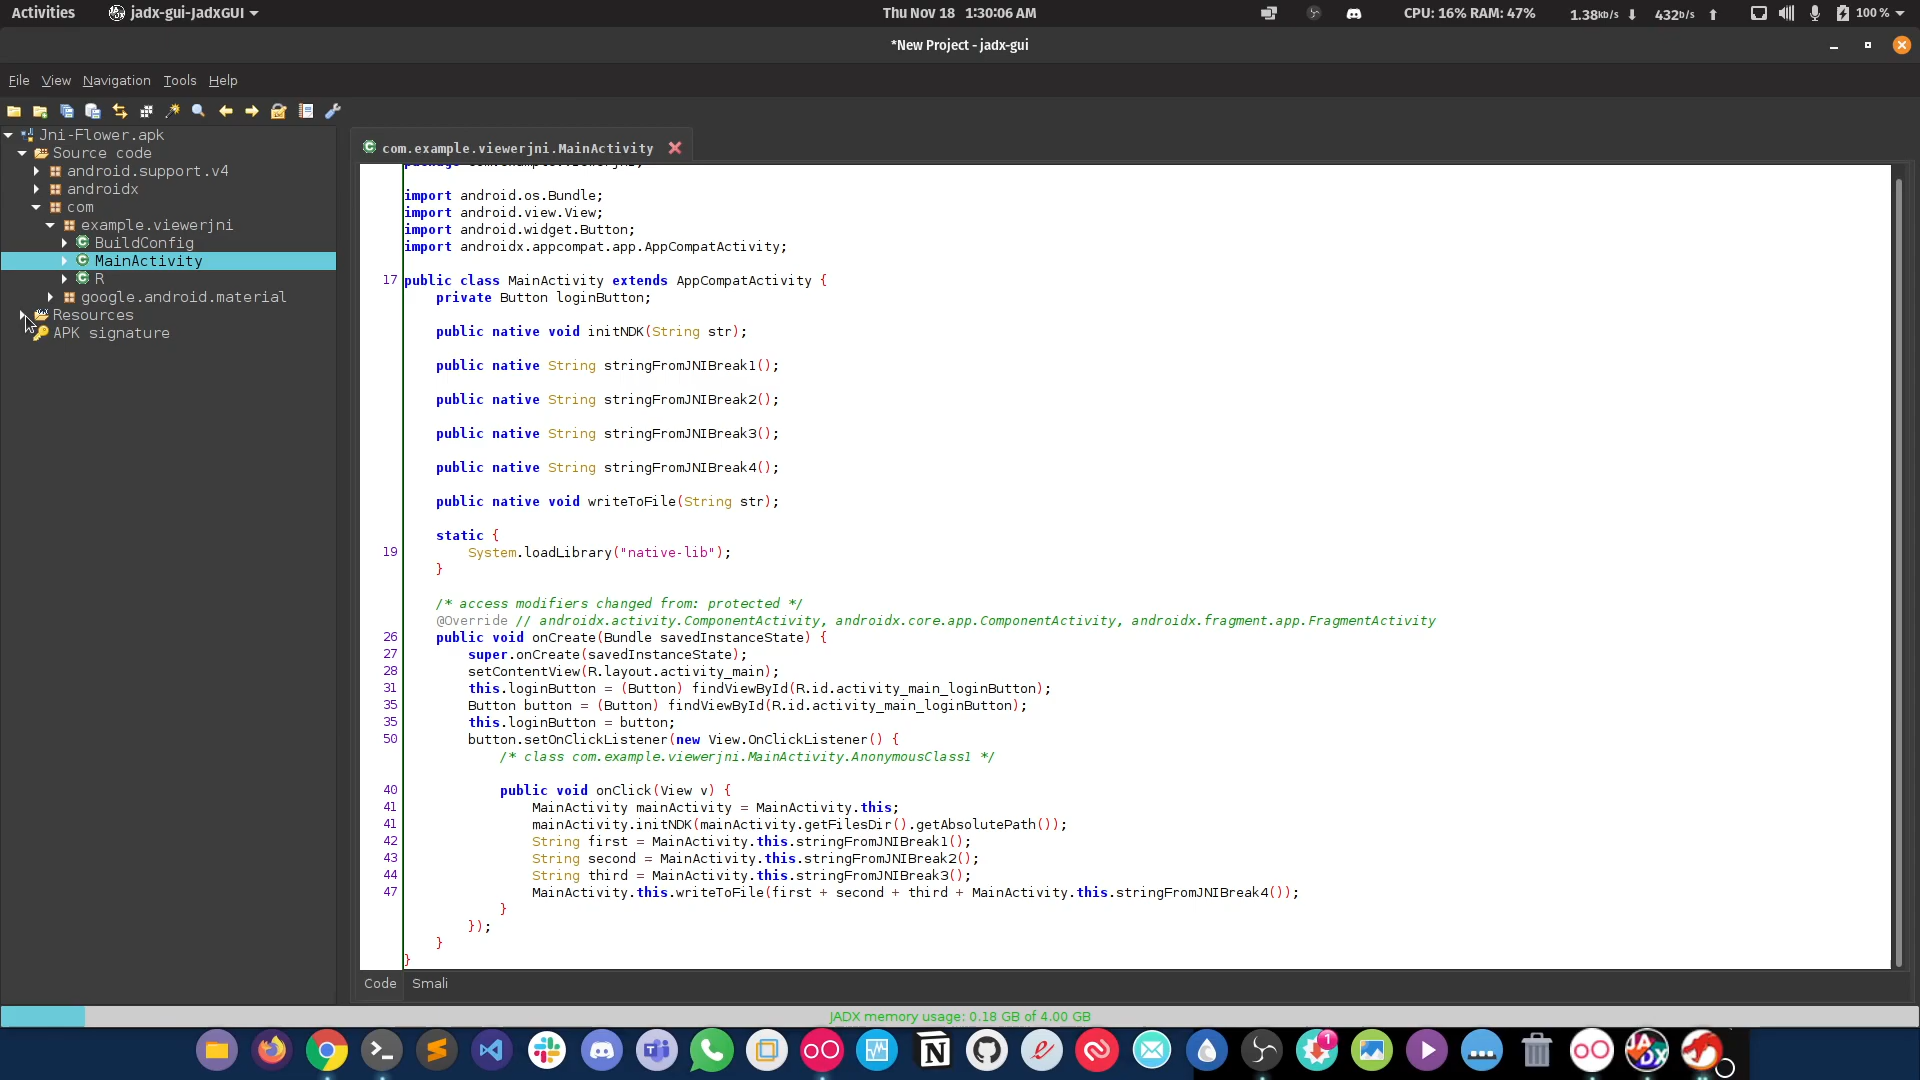 Activities
jadx-gui-JadxGUI
Thu Nov 18 1:30:06 AM
CPU: 16% RAM: 47%
1.38kb/s
432b/s
100 %
*New Project - jadx-gui
File View Navigation Tools Help
Jni-Flower.apk
Source code
android.support.v4
androidx
com
example.viewerjni
BuildConfig
MainActivity
R
google.android.material
Resources
APK signature
com.example.viewerjni.MainActivity
import android.os.Bundle;
import android.view.View;
import android.widget.Button;
import androidx.appcompat.app.AppCompatActivity;
17 public class MainActivity extends AppCompatActivity {
private Button loginButton;
public native void initNDK(String str);
public native String stringFromJNIBreak1();
public native String stringFromJNIBreak2();
public native String stringFromJNIBreak3();
public native String stringFromJNIBreak4();
public native void writeToFile(String str);
static {
19 System.loadLibrary("native-lib");
}
/* access modifiers changed from: protected */
@Override // androidx.activity.ComponentActivity, androidx.core.app.ComponentActivity, androidx.fragment.app.FragmentActivity
26 public void onCreate(Bundle savedInstanceState) {
27 super.onCreate(savedInstanceState);
28 setContentView(R.layout.activity_main);
31 this.loginButton = (Button) findViewById(R.id.activity_main_loginButton);
35 Button button = (Button) findViewById(R.id.activity_main_loginButton);
35 this.loginButton = button;
50 button.setOnClickListener(new View.OnClickListener() {
/* class com.example.viewerjni.MainActivity.AnonymousClass1 */
40 public void onClick(View v) {
41 MainActivity mainActivity = MainActivity.this;
41 mainActivity.initNDK(mainActivity.getFilesDir().getAbsolutePath());
42 String first = MainActivity.this.stringFromJNIBreak1();
43 String second = MainActivity.this.stringFromJNIBreak2();
44 String third = MainActivity.this.stringFromJNIBreak3();
47 MainActivity.this.writeToFile(first + second + third + MainActivity.this.stringFromJNIBreak4());
}
});
}
}
Code Smali
JADX memory usage: 0.18 GB of 4.00 GB